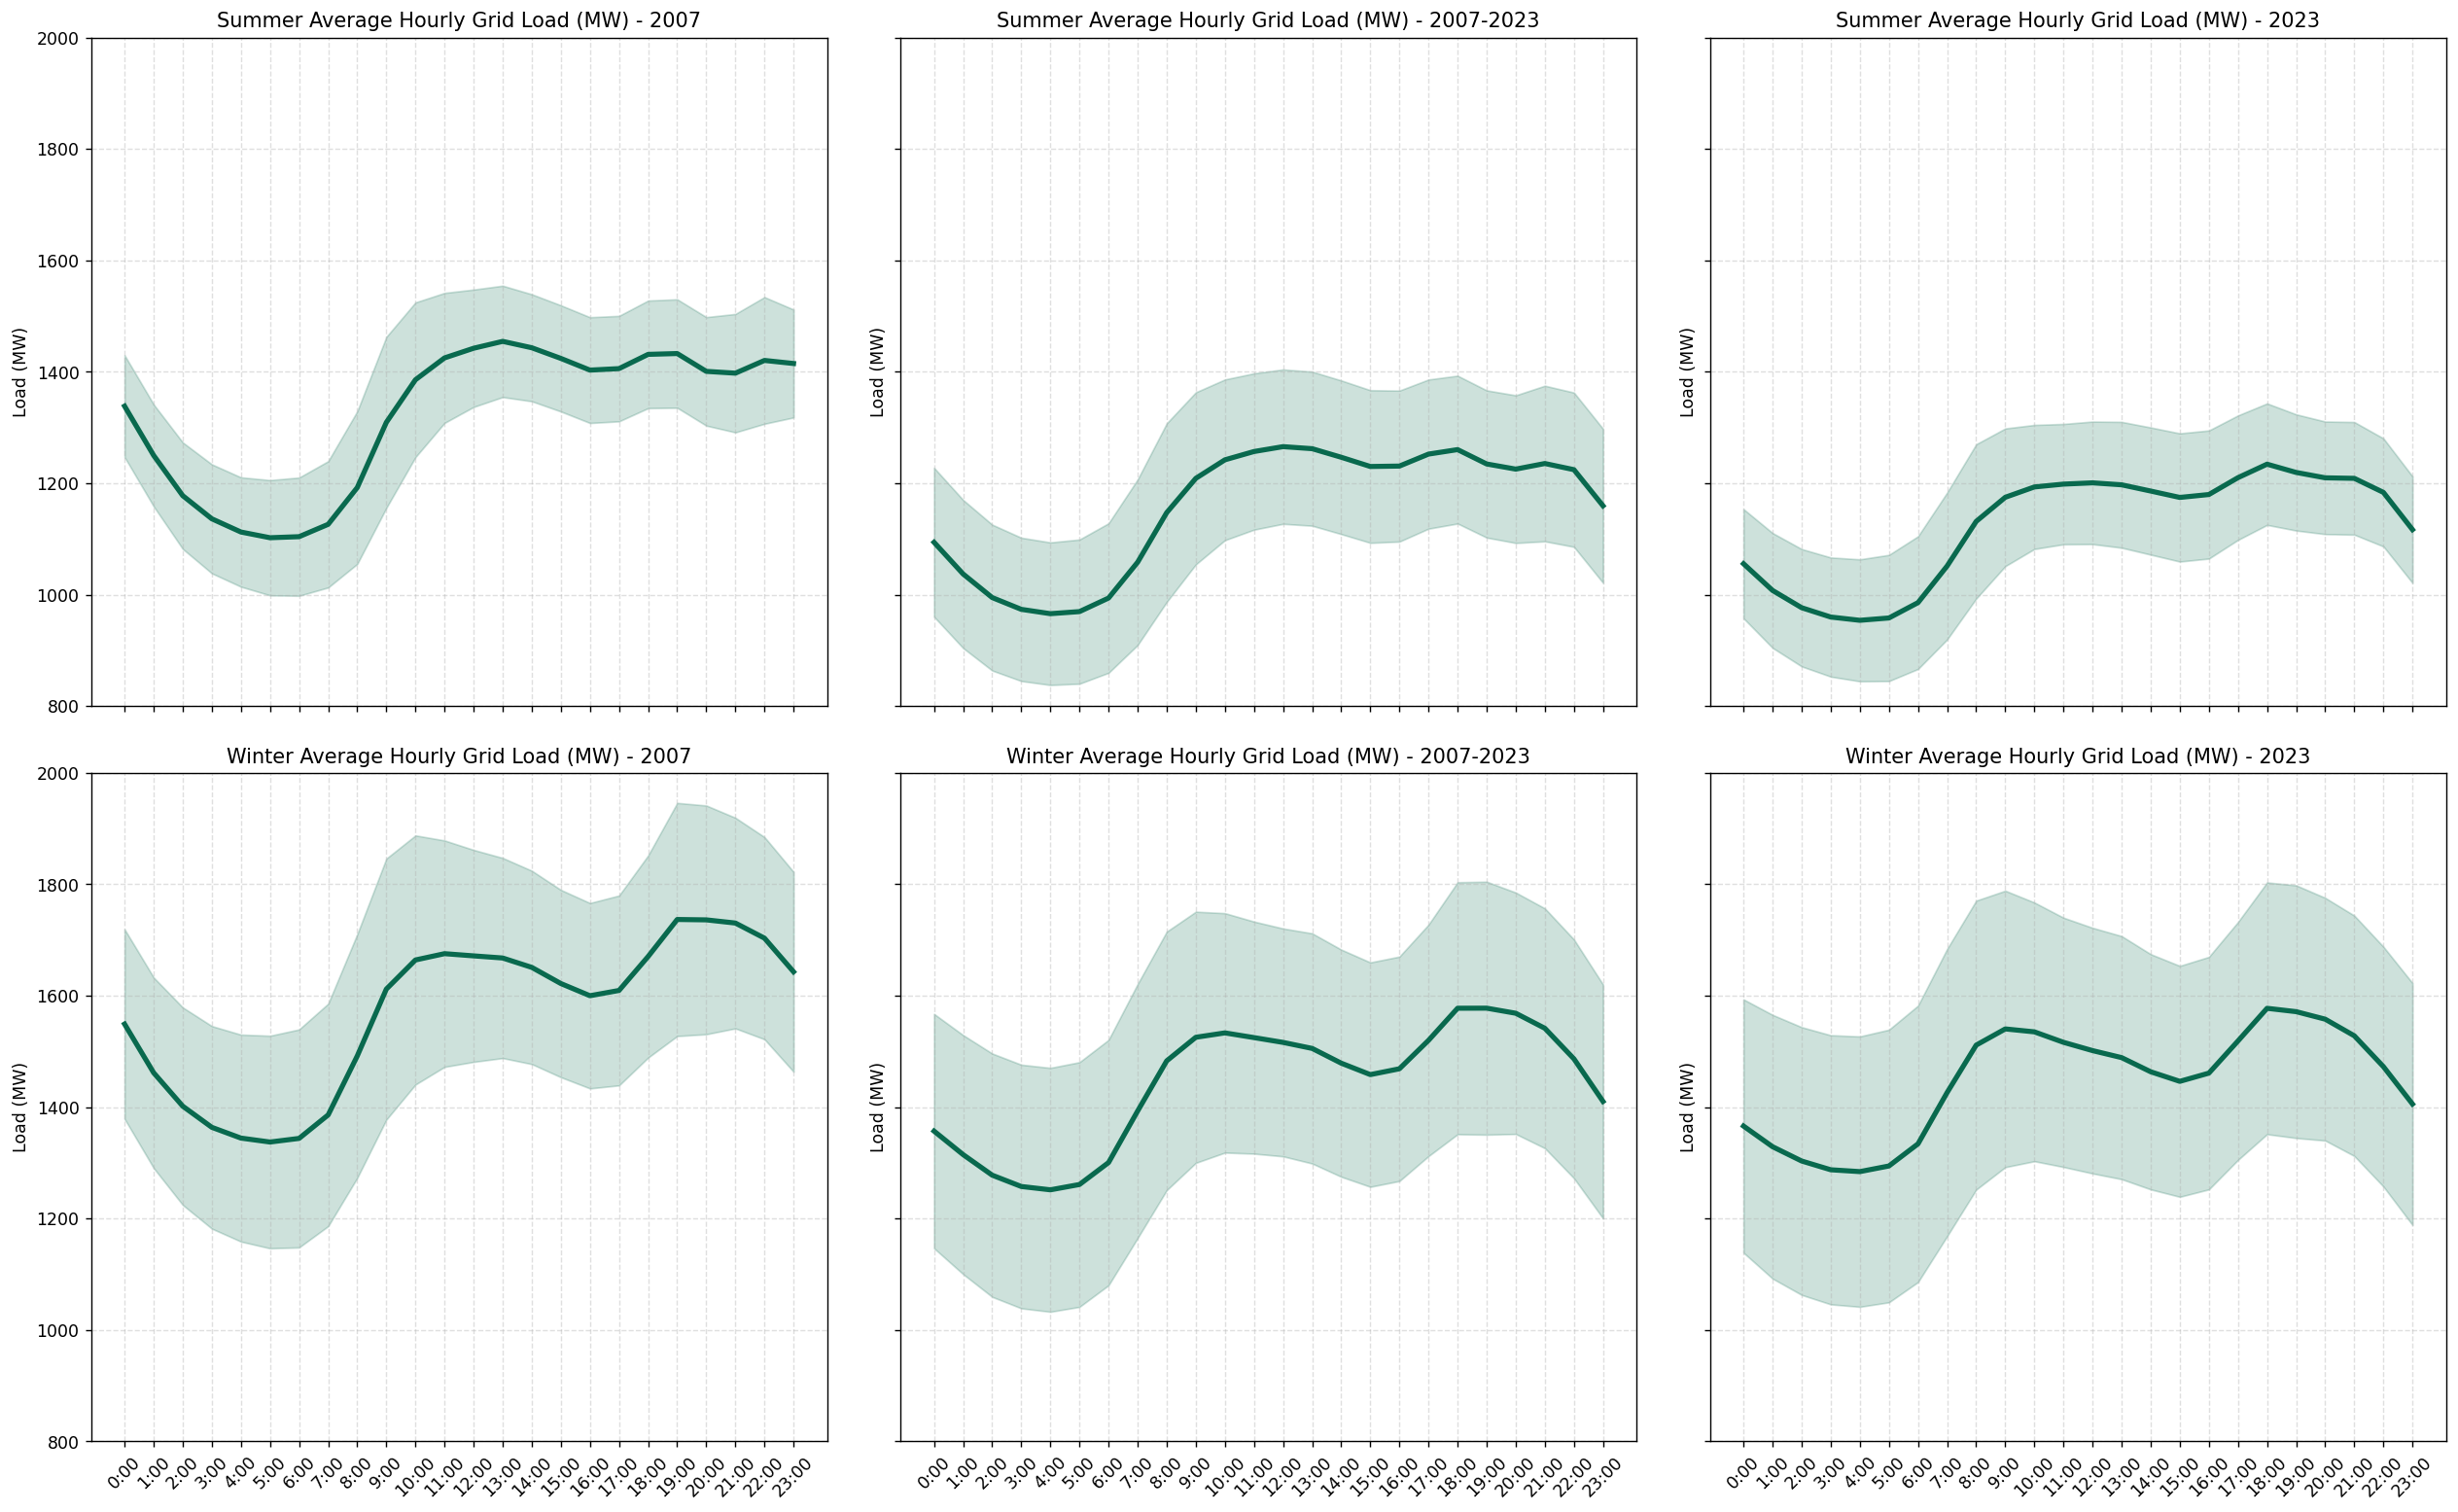 Summer Average Hourly Grid Load (MW) - 2007
Summer Average Hourly Grid Load (MW) - 2007-2023
Summer Average Hourly Grid Load (MW) - 2023
2000
1800
1600
1400
1200
1000
800
Load (MW)
Load (MW)
Load (MW)
Winter Average Hourly Grid Load (MW) - 2007
Winter Average Hourly Grid Load (MW) - 2007-2023
Winter Average Hourly Grid Load (MW) - 2023
2000
1800
1600
1400
1200
1000
800
Load (MW)
Load (MW)
Load (MW)
0:00 1:00 2:00 3:00 4:00 5:00 6:00 7:00 8:00 9:00 10:00 11:00 12:00 13:00 14:00 15:00 16:00 17:00 18:00 19:00 20:00 21:00 22:00 23:00
0:00 1:00 2:00 3:00 4:00 5:00 6:00 7:00 8:00 9:00 10:00 11:00 12:00 13:00 14:00 15:00 16:00 17:00 18:00 19:00 20:00 21:00 22:00 23:00
0:00 1:00 2:00 3:00 4:00 5:00 6:00 7:00 8:00 9:00 10:00 11:00 12:00 13:00 14:00 15:00 16:00 17:00 18:00 19:00 20:00 21:00 22:00 23:00